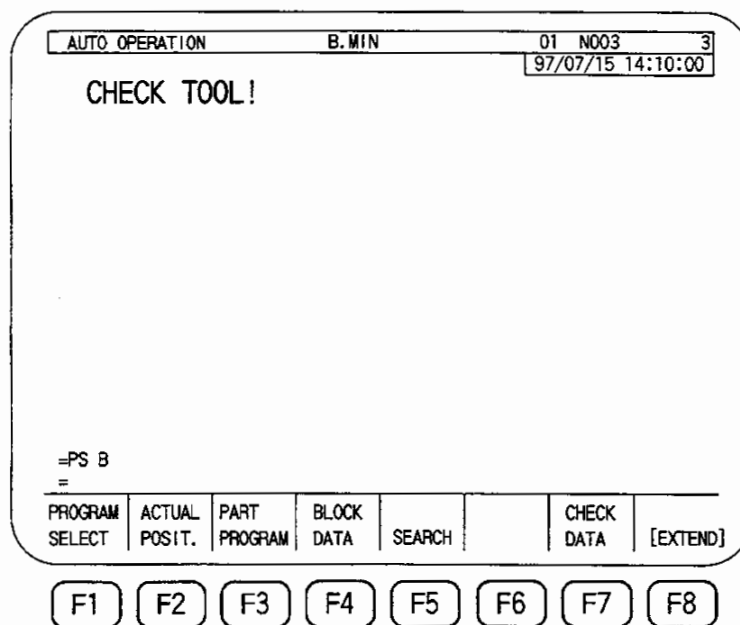 AUTO OPERATION B.MIN O1 N003 3
97/07/15 14:10:00
CHECK TOOL!
=PS B
=
PROGRAM ACTUAL PART BLOCK CHECK
SELECT POSIT. PROGRAM DATA SEARCH DATA [EXTEND]
F1 F2 F3 F4 F5 F6 F7 F8